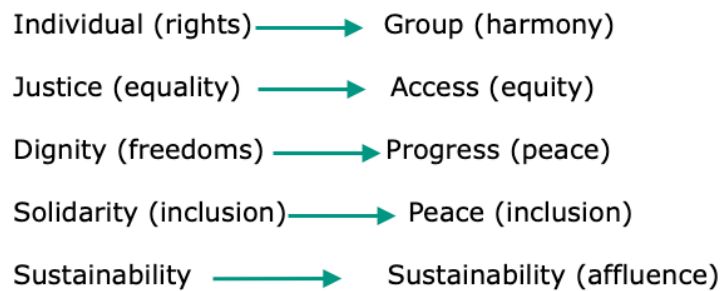 Individual (rights) Group (harmony)
Justice (equality) Access (equity)
Dignity (freedoms) Progress (peace)
Solidarity (inclusion) Peace (inclusion)
Sustainability Sustainability (affluence)